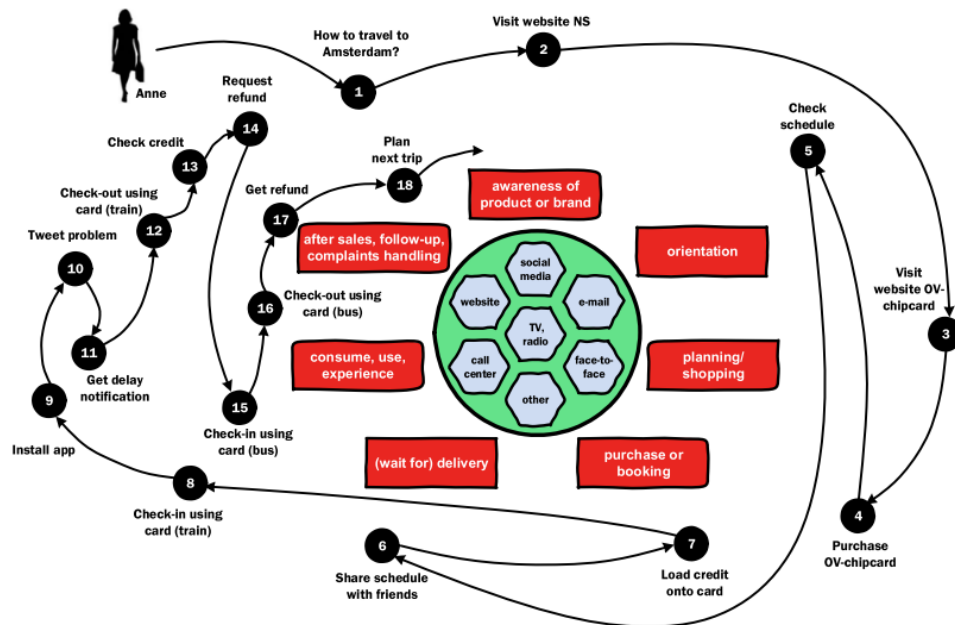 Anne
How to travel to
Amsterdam?
1
Visit website NS
2
Visit
website OV-
chipcard
3
4
Purchase
OV-chipcard
Check
schedule
5
6
Share schedule
with friends
7
Load credit
onto card
8
Check-in using
card (train)
9
Install app
Tweet problem
10
11
Get delay
notification
Check-out using
card (train)
12
Check credit
13
Request
refund
14
15
Check-in using
card (bus)
16
Check-out using
card (bus)
Get refund
17
Plan
next trip
18
awareness of
product or brand
orientation
planning/
shopping
purchase or
booking
(wait for) delivery
consume, use,
experience
after sales, follow-up,
complaints handling
social
media
website
e-mail
TV,
radio
call
center
face-to-
face
other